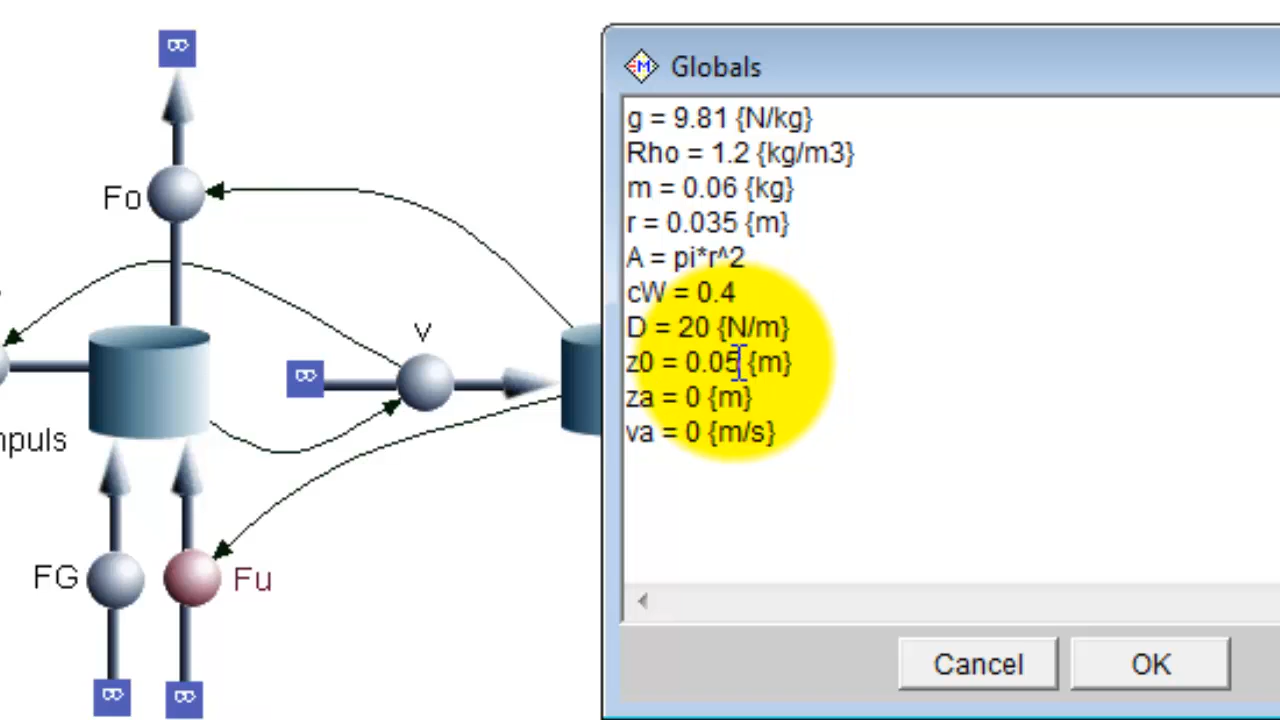 Globals
g = 9.81 {N/kg}
Rho = 1.2 {kg/m3}
m = 0.06 {kg}
r = 0.035 {m}
A = pi*r^2
cW = 0.4
D = 20 {N/m}
z0 = 0.05 {m}
za = 0 {m}
va = 0 {m/s}
Cancel
OK
Fo
v
npuls
FG
Fu